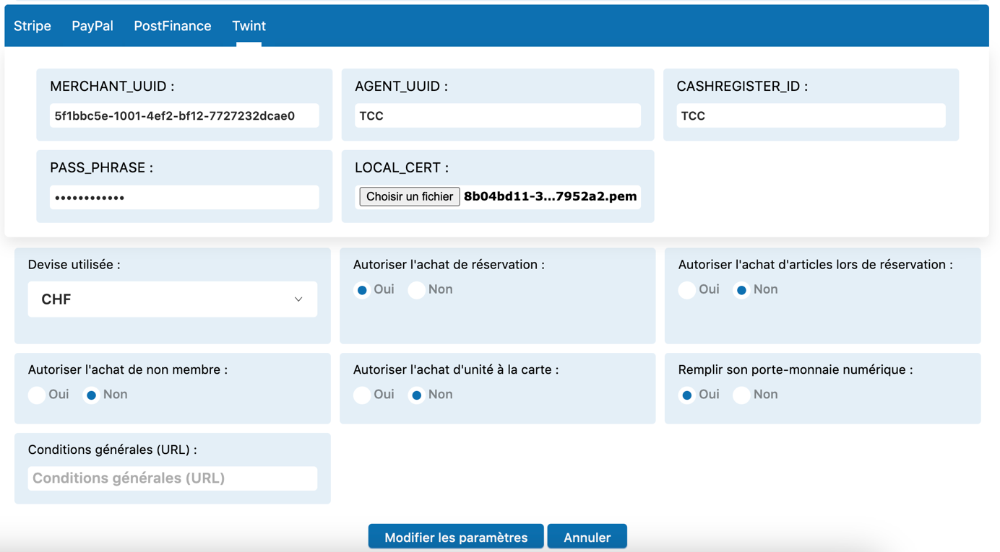 Stripe PayPal PostFinance Twint
MERCHANT_UUID : AGENT_UUID : CASHREGISTER_ID :
5f1bbc5e-1001-4ef2-bf12-7727232dcae0 TCC TCC
PASS_PHRASE : LOCAL_CERT :
•••••••••••• Choisir un fichier 8b04bd11-3...7952a2.pem
Devise utilisée : Autoriser l'achat de réservation : Autoriser l'achat d'articles lors de réservation :
CHF Oui Non Oui Non
Autoriser l'achat de non membre : Autoriser l'achat d'unité à la carte : Remplir son porte-monnaie numérique :
Oui Non Oui Non Oui Non
Conditions générales (URL) :
Conditions générales (URL)
Modifier les paramètres Annuler